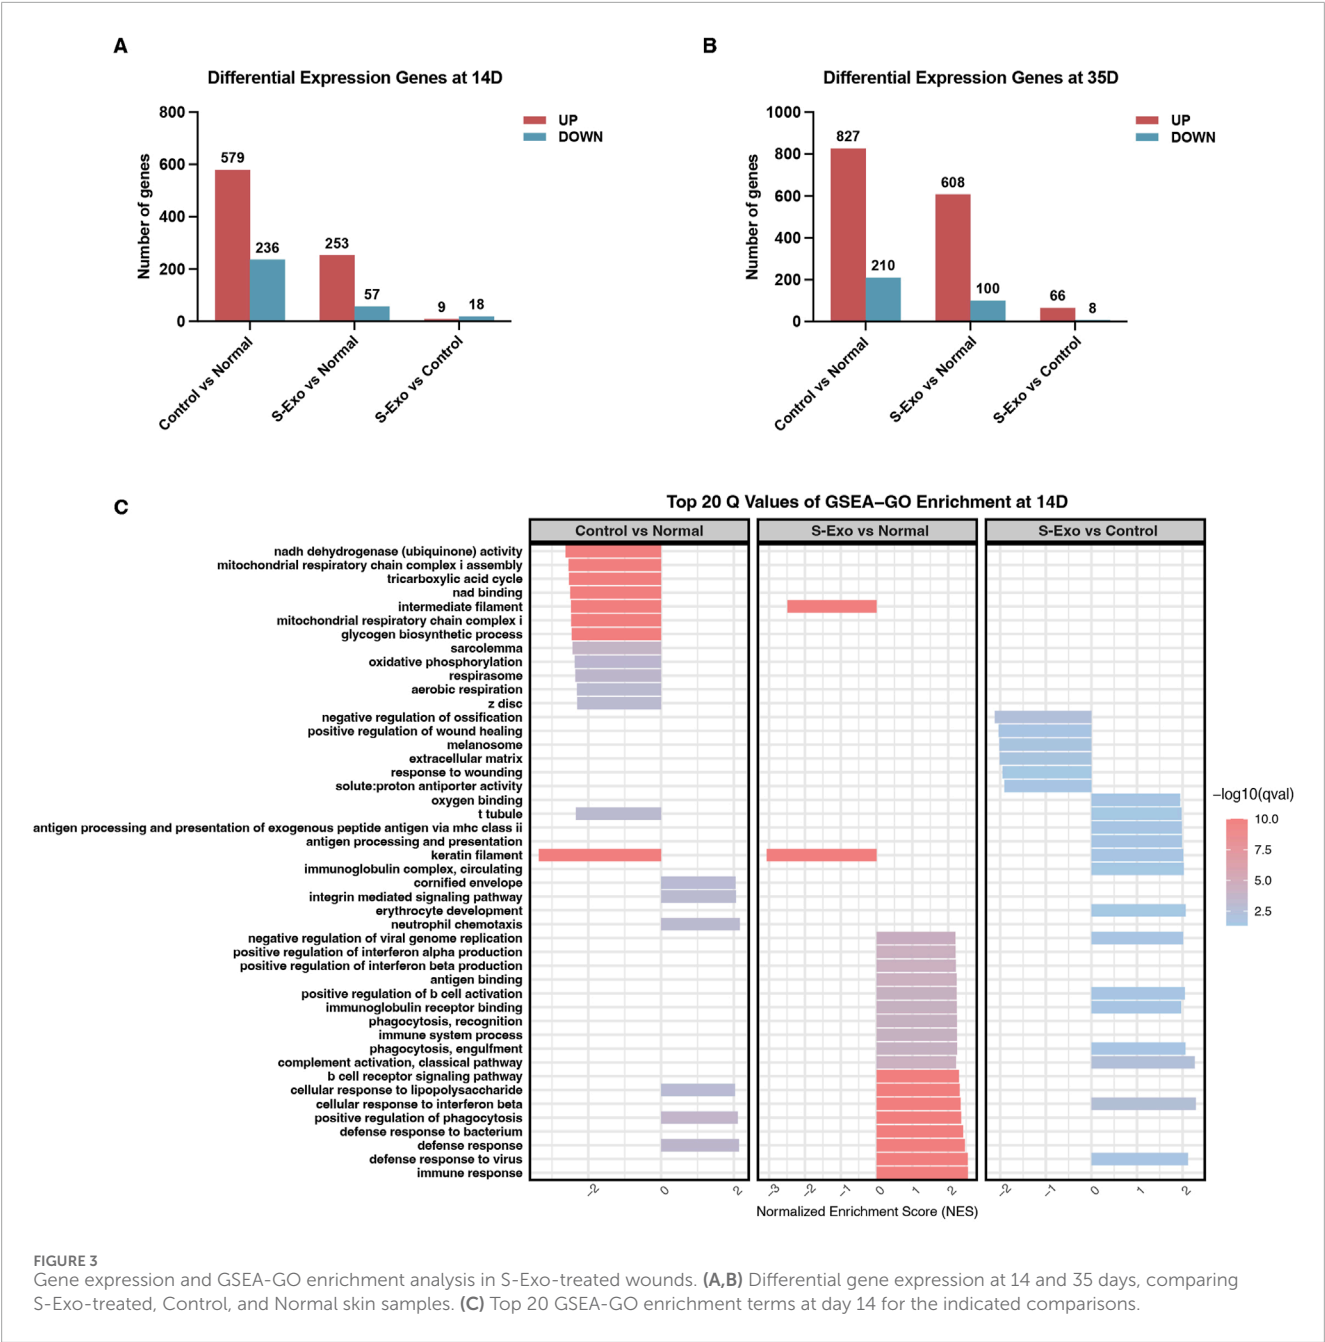 A
Differential Expression Genes at 14D
UP
DOWN
Number of genes
800
600
400
200
0
579
236
253
57
9
18
Control vs Normal
S-Exo vs Normal
S-Exo vs Control
B
Differential Expression Genes at 35D
UP
DOWN
Number of genes
1000
800
600
400
200
0
827
210
608
100
66
8
Control vs Normal
S-Exo vs Normal
S-Exo vs Control
C
Top 20 Q Values of GSEA–GO Enrichment at 14D
Control vs Normal
S-Exo vs Normal
S-Exo vs Control
nadh dehydrogenase (ubiquinone) activity
mitochondrial respiratory chain complex i assembly
tricarboxylic acid cycle
nad binding
intermediate filament
mitochondrial respiratory chain complex i
glycogen biosynthetic process
sarcolemma
oxidative phosphorylation
respirasome
aerobic respiration
z disc
negative regulation of ossification
positive regulation of wound healing
melanosome
extracellular matrix
response to wounding
solute:proton antiporter activity
oxygen binding
t tubule
antigen processing and presentation of exogenous peptide antigen via mhc class ii
antigen processing and presentation
keratin filament
immunoglobulin complex, circulating
cornified envelope
integrin mediated signaling pathway
erythrocyte development
neutrophil chemotaxis
negative regulation of viral genome replication
positive regulation of interferon alpha production
positive regulation of interferon beta production
antigen binding
positive regulation of b cell activation
immunoglobulin receptor binding
phagocytosis, recognition
immune system process
phagocytosis, engulfment
complement activation, classical pathway
b cell receptor signaling pathway
cellular response to lipopolysaccharide
cellular response to interferon beta
positive regulation of phagocytosis
defense response to bacterium
defense response
defense response to virus
immune response
−2
0
2
−3
−2
−1
0
1
2
−2
−1
0
1
2
Normalized Enrichment Score (NES)
−log10(qval)
10.0
7.5
5.0
2.5
FIGURE 3
Gene expression and GSEA-GO enrichment analysis in S-Exo-treated wounds. (A,B) Differential gene expression at 14 and 35 days, comparing
S-Exo-treated, Control, and Normal skin samples. (C) Top 20 GSEA-GO enrichment terms at day 14 for the indicated comparisons.